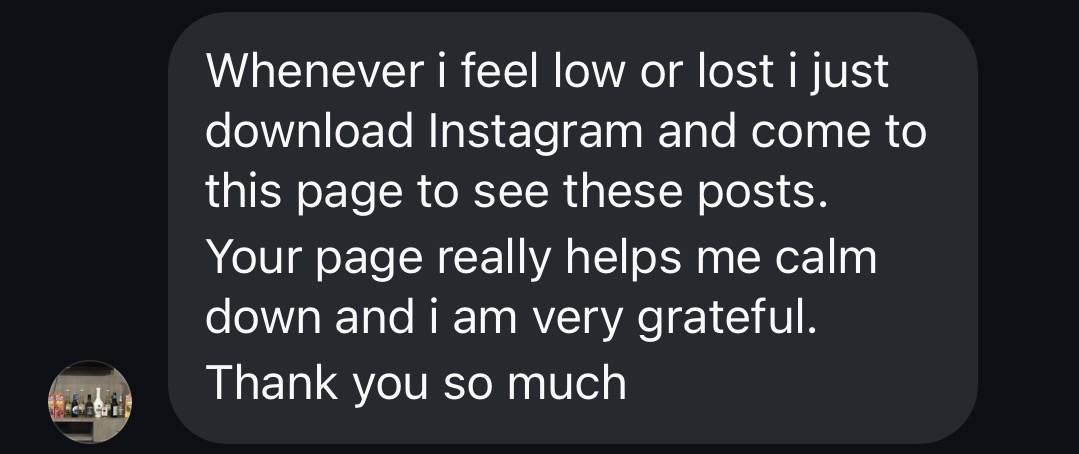 Whenever i feel low or lost i just
download Instagram and come to
this page to see these posts.
Your page really helps me calm
down and i am very grateful.
Thank you so much